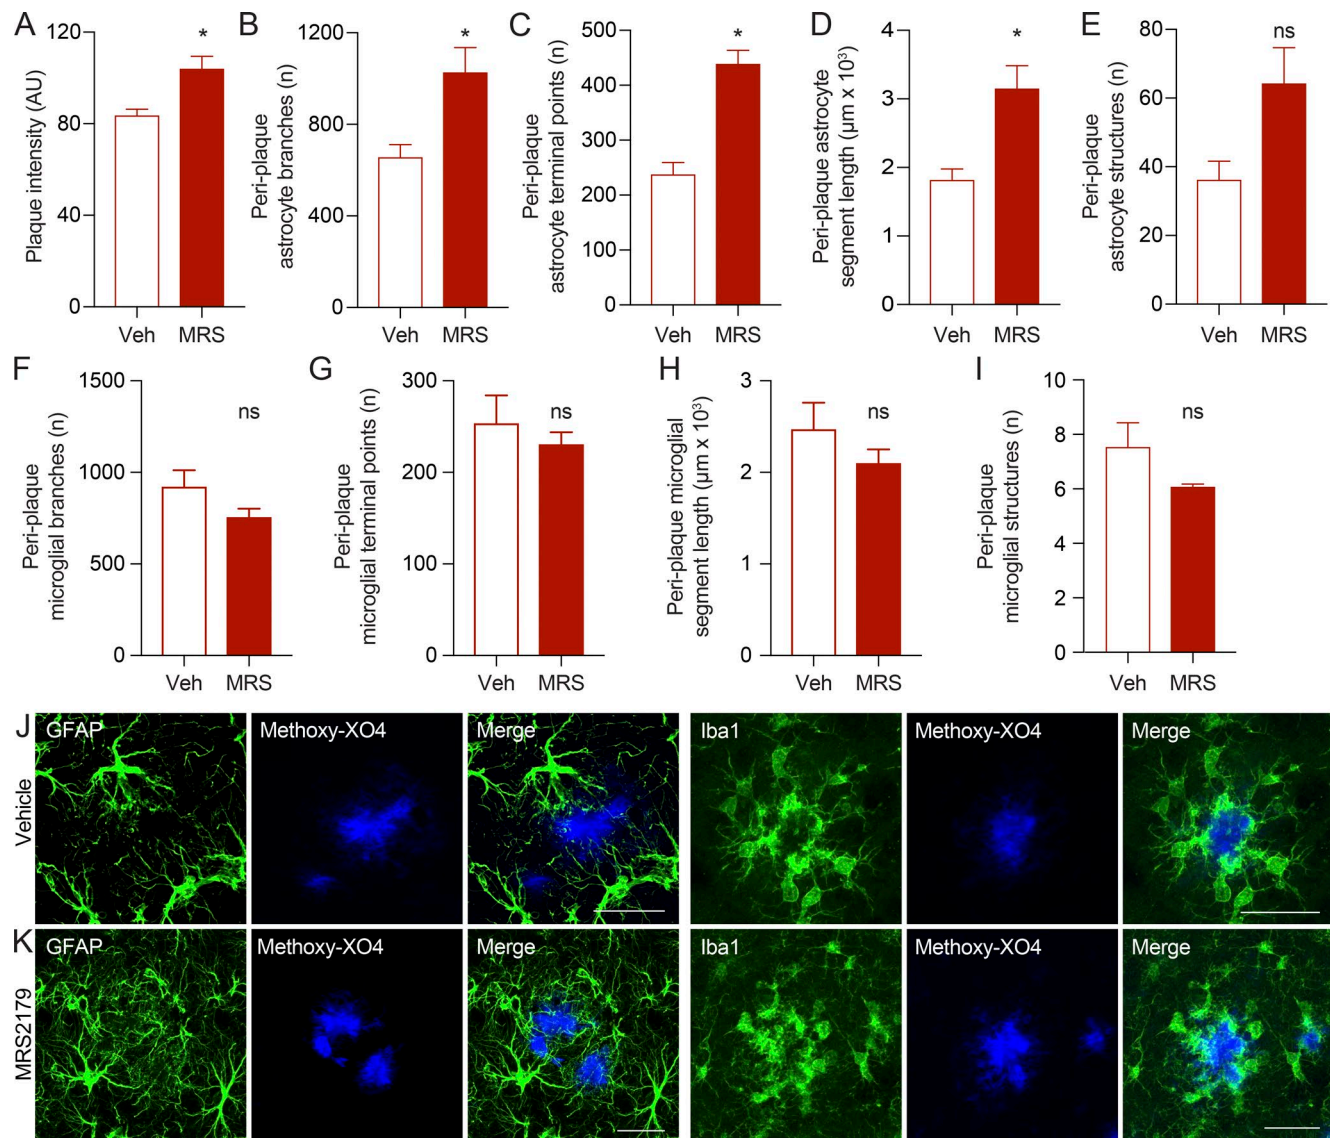 A
Plaque intensity (AU)
120
80
40
0
*
Veh MRS
B
Peri-plaque
astrocyte branches (n)
1200
800
400
0
*
Veh MRS
C
Peri-plaque
astrocyte terminal points (n)
500
400
300
200
100
0
*
Veh MRS
D
Peri-plaque astrocyte
segment length (µm x 10³)
4
3
2
1
0
*
Veh MRS
E
Peri-plaque
astrocyte structures (n)
80
60
40
20
0
ns
Veh MRS
F
Peri-plaque
microglial branches (n)
1500
1000
500
0
ns
Veh MRS
G
Peri-plaque
microglial terminal points (n)
300
200
100
0
ns
Veh MRS
H
Peri-plaque microglial
segment length (µm x 10³)
3
2
1
0
ns
Veh MRS
I
Peri-plaque
microglial structures (n)
10
8
6
4
2
0
ns
Veh MRS
J
Vehicle
GFAP Methoxy-XO4 Merge Iba1 Methoxy-XO4 Merge
K
MRS2179
GFAP Methoxy-XO4 Merge Iba1 Methoxy-XO4 Merge